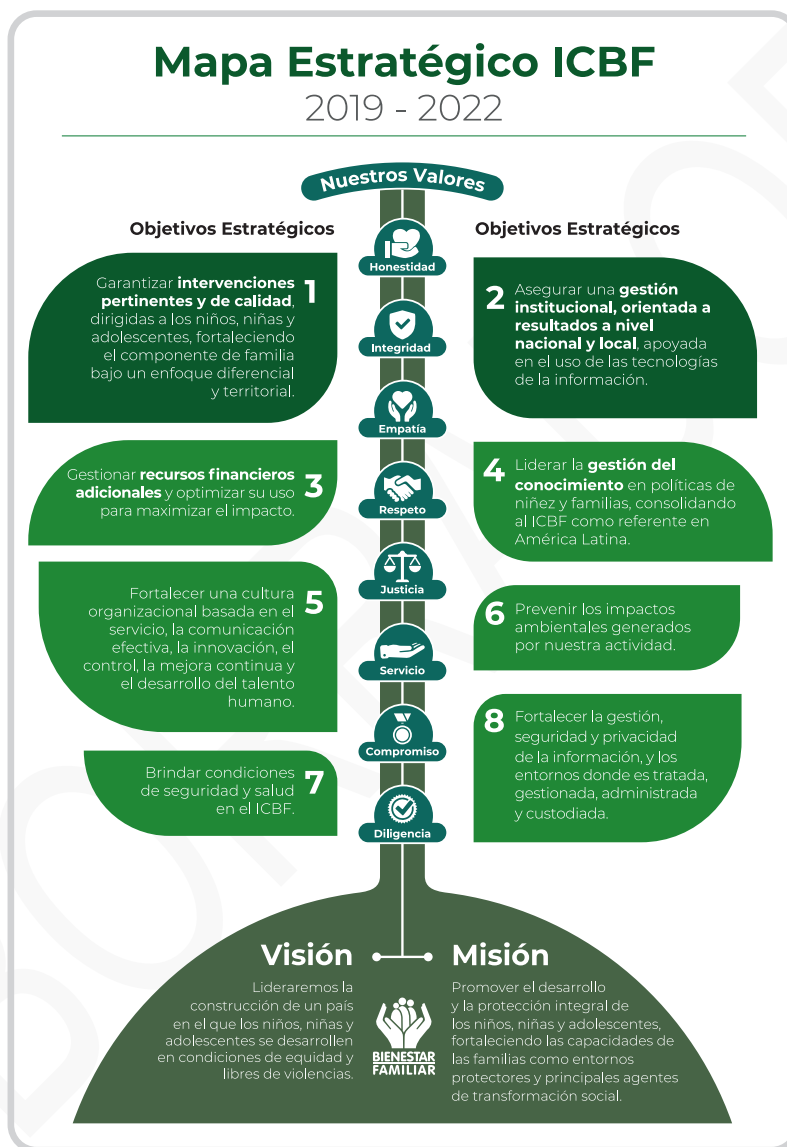 Mapa Estratégico ICBF
2019 - 2022
Nuestros Valores
Objetivos Estratégicos
Objetivos Estratégicos
Honestidad
1
Garantizar intervenciones
pertinentes y de calidad,
dirigidas a los niños, niñas y
adolescentes, fortaleciendo
el componente de familia
bajo un enfoque diferencial
y territorial.
2
Asegurar una gestión
institucional, orientada a
resultados a nivel
nacional y local, apoyada
en el uso de las tecnologías
de la información.
Integridad
Empatía
3
Gestionar recursos financieros
adicionales y optimizar su uso
para maximizar el impacto.
4
Liderar la gestión del
conocimiento en políticas de
niñez y familias, consolidando
al ICBF como referente en
América Latina.
Respeto
Justicia
5
Fortalecer una cultura
organizacional basada en el
servicio, la comunicación
efectiva, la innovación, el
control, la mejora continua y
el desarrollo del talento
humano.
6
Prevenir los impactos
ambientales generados
por nuestra actividad.
Servicio
Compromiso
7
Brindar condiciones
de seguridad y salud
en el ICBF.
8
Fortalecer la gestión,
seguridad y privacidad
de la información, y los
entornos donde es tratada,
gestionada, administrada
y custodiada.
Diligencia
Visión
Lideraremos la
construcción de un país
en el que los niños, niñas y
adolescentes se desarrollen
en condiciones de equidad y
libres de violencias.
BIENESTAR
FAMILIAR
Misión
Promover el desarrollo
y la protección integral de
los niños, niñas y adolescentes,
fortaleciendo las capacidades de
las familias como entornos
protectores y principales agentes
de transformación social.